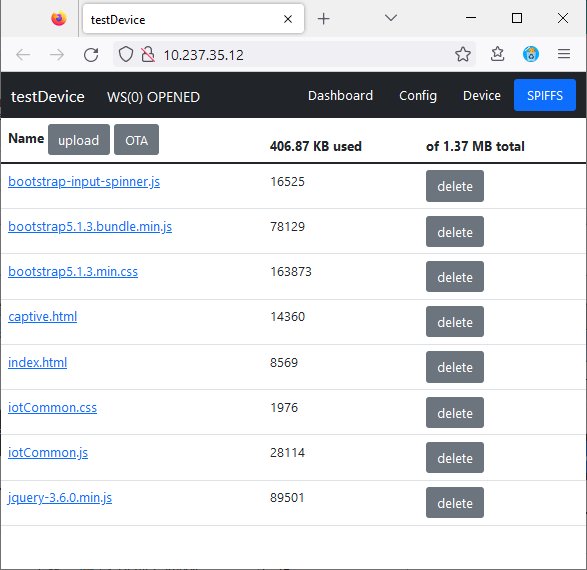 testDevice
10.237.35.12
testDevice WS(0) OPENED Dashboard Config Device SPIFFS
Name upload OTA 406.87 KB used of 1.37 MB total
bootstrap-input-spinner.js 16525 delete
bootstrap5.1.3.bundle.min.js 78129 delete
bootstrap5.1.3.min.css 163873 delete
captive.html 14360 delete
index.html 8569 delete
iotCommon.css 1976 delete
iotCommon.js 28114 delete
jquery-3.6.0.min.js 89501 delete